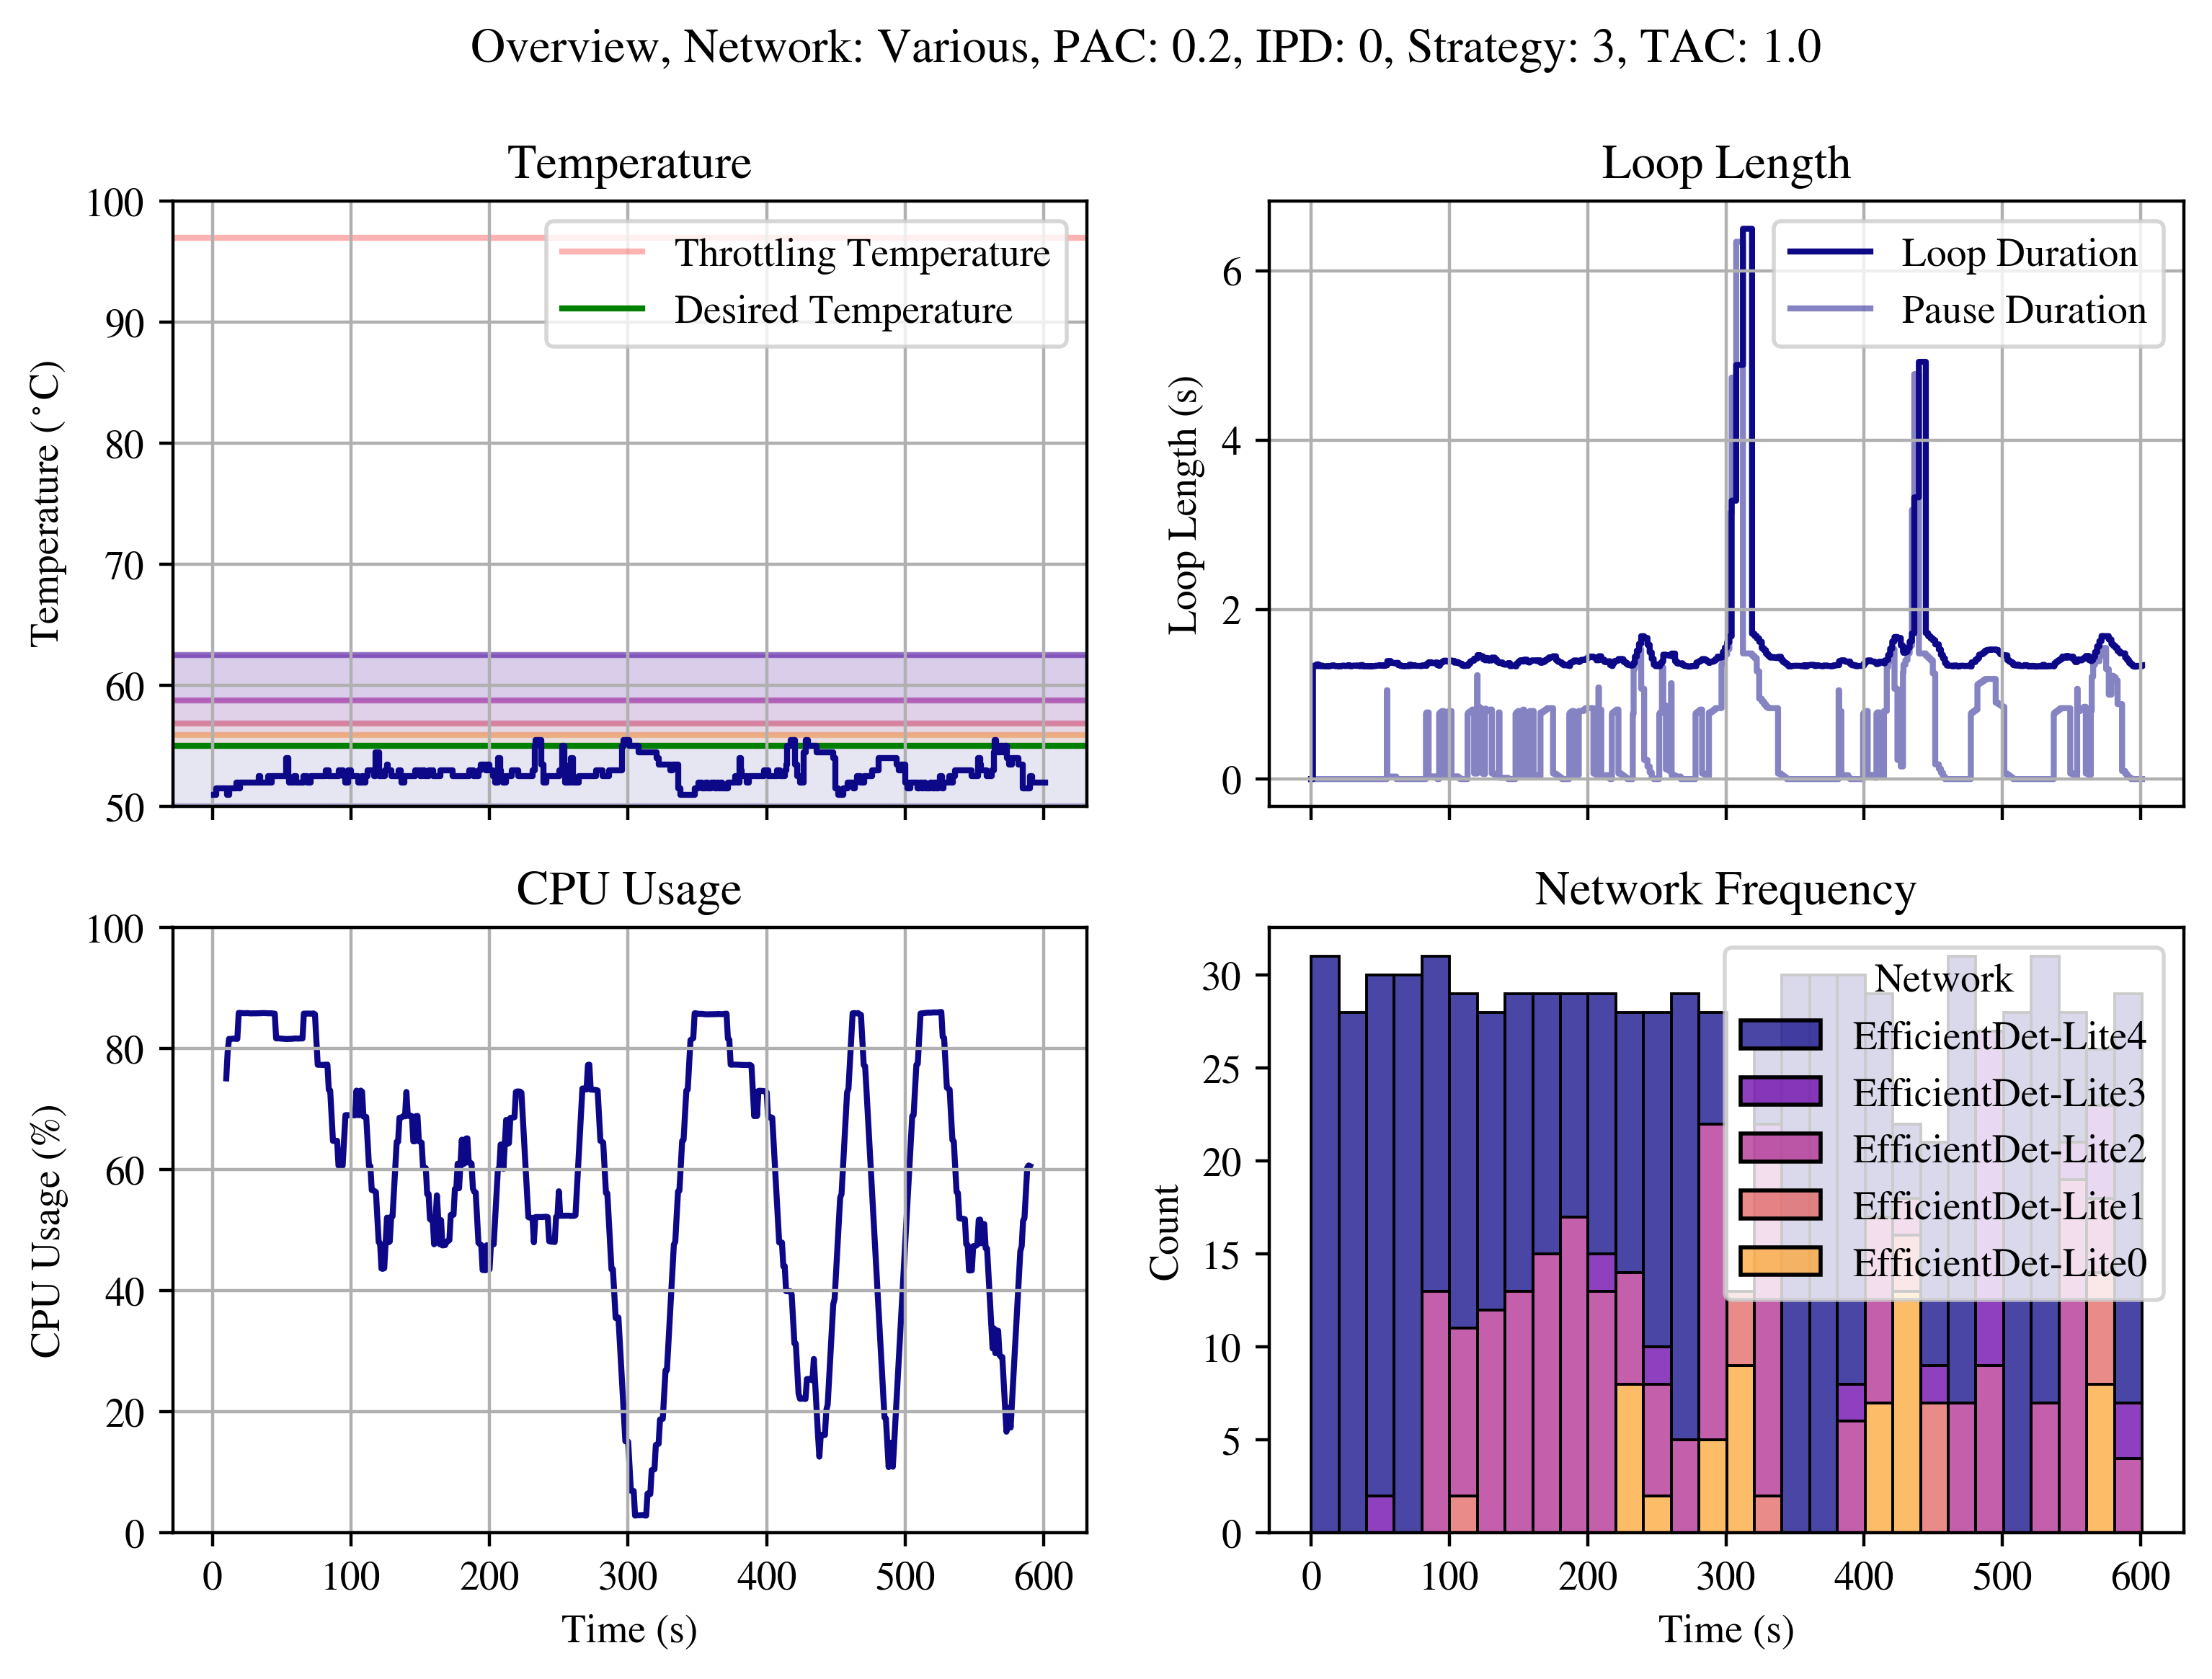 Overview, Network: Various, PAC: 0.2, IPD: 0, Strategy: 3, TAC: 1.0
Temperature
100
90
80
70
60
50
Temperature (°C)
Throttling Temperature
Desired Temperature
Loop Length
6
4
2
0
Loop Length (s)
Loop Duration
Pause Duration
CPU Usage
100
80
60
40
20
0
CPU Usage (%)
0 100 200 300 400 500 600
Time (s)
Network Frequency
30
25
20
15
10
5
0
Count
Network
EfficientDet-Lite4
EfficientDet-Lite3
EfficientDet-Lite2
EfficientDet-Lite1
EfficientDet-Lite0
0 100 200 300 400 500 600
Time (s)